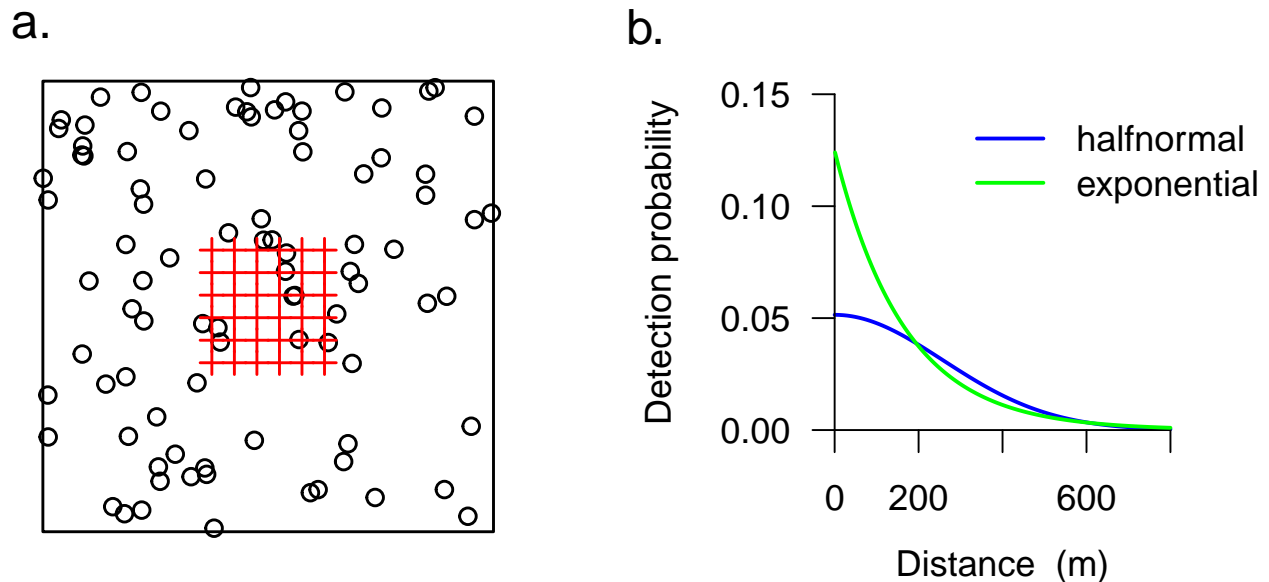 a.
b.
Detection probability
0.15
0.10
0.05
0.00
halfnormal
exponential
0 200 600
Distance (m)